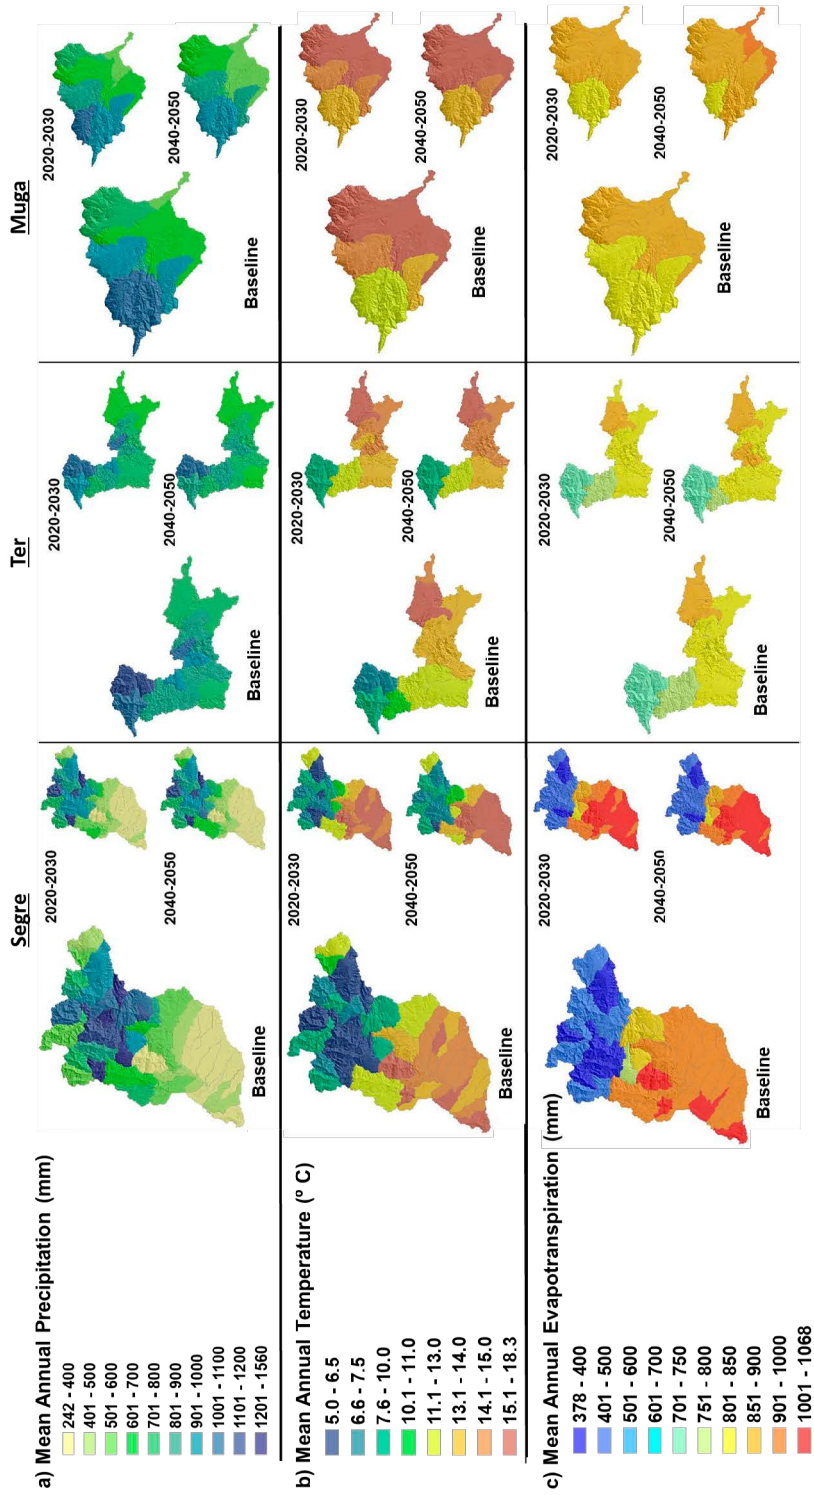 Segre
Ter
Muga
a) Mean Annual Precipitation (mm)
242 - 400
401 - 500
501 - 600
601 - 700
701 - 800
801 - 900
901 - 1000
1001 - 1100
1101 - 1200
1201 - 1560
Baseline
2020-2030
2040-2050
Baseline
2020-2030
2040-2050
Baseline
2020-2030
2040-2050
b) Mean Annual Temperature (º C)
5.0 - 6.5
6.6 - 7.5
7.6 - 10.0
10.1 - 11.0
11.1 - 13.0
13.1 - 14.0
14.1 - 15.0
15.1 - 18.3
Baseline
2020-2030
2040-2050
Baseline
2020-2030
2040-2050
Baseline
2020-2030
2040-2050
c) Mean Annual Evapotranspiration (mm)
378 - 400
401 - 500
501 - 600
601 - 700
701 - 750
751 - 800
801 - 850
851 - 900
901 - 1000
1001 - 1068
Baseline
2020-2030
2040-2050
Baseline
2020-2030
2040-2050
Baseline
2020-2030
2040-2050